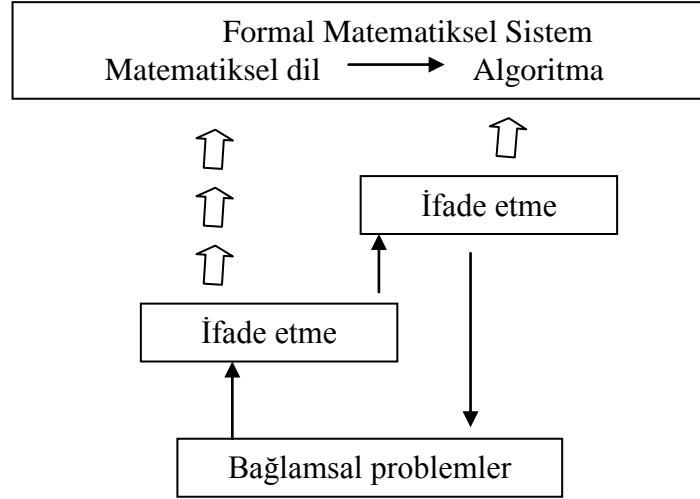 Formal Matematiksel Sistem
Matematiksel dil Algoritma
İfade etme
İfade etme
Bağlamsal problemler